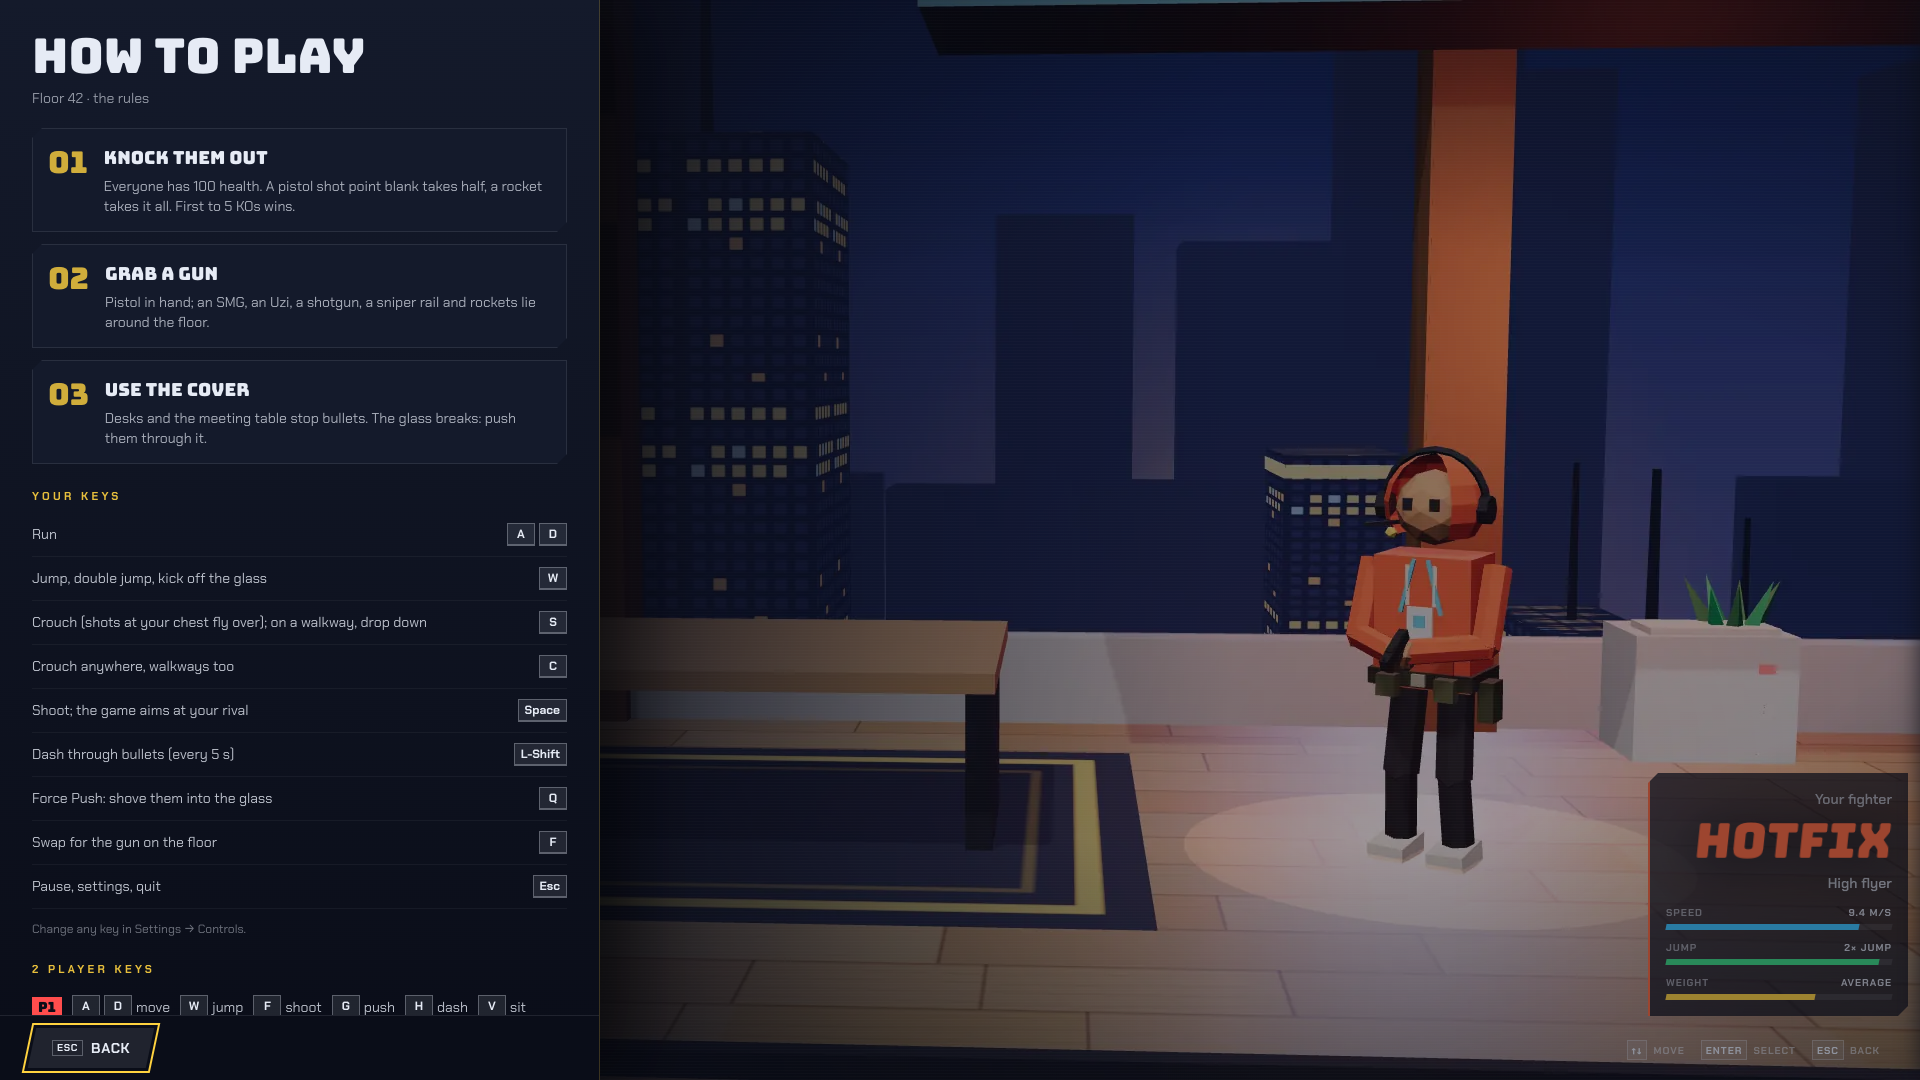 HOW TO PLAY
Floor 42 · the rules
01 KNOCK THEM OUT
Everyone has 100 health. A pistol shot point blank takes half, a rocket
takes it all. First to 5 KOs wins.
02 GRAB A GUN
Pistol in hand; an SMG, an Uzi, a shotgun, a sniper rail and rockets lie
around the floor.
03 USE THE COVER
Desks and the meeting table stop bullets. The glass breaks: push
them through it.
YOUR KEYS
Run A D
Jump, double jump, kick off the glass W
Crouch (shots at your chest fly over); on a walkway, drop down S
Crouch anywhere, walkways too C
Shoot; the game aims at your rival Space
Dash through bullets (every 5 s) L-Shift
Force Push: shove them into the glass Q
Swap for the gun on the floor F
Pause, settings, quit Esc
Change any key in Settings → Controls.
2 PLAYER KEYS
P1 A D move W jump F shoot G push H dash V sit
ESC BACK
Your fighter
HOTFIX
High flyer
SPEED 9.4 M/S
JUMP 2× JUMP
WEIGHT AVERAGE
↑↓ MOVE ENTER SELECT ESC BACK